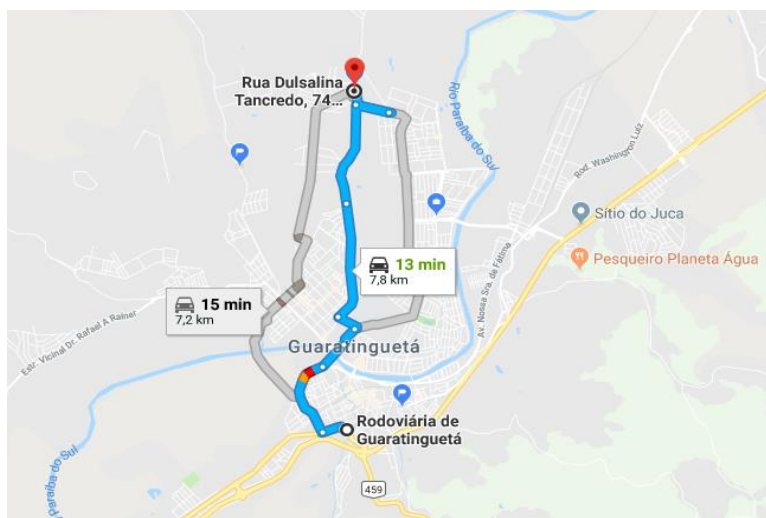 Rua Dulsalina
Tancredo, 74...
Rio Paraíba do Sul
Rod. Washington Luiz
Sítio do Juca
Pesqueiro Planeta Água
13 min
7,8 km
15 min
7,2 km
Av. Nossa Sra. de Fátima
Estr. Vicinal Dr. Rafael A Rainer
Guaratinguetá
Rodoviária de
Guaratinguetá
Paraíba do Sul
459